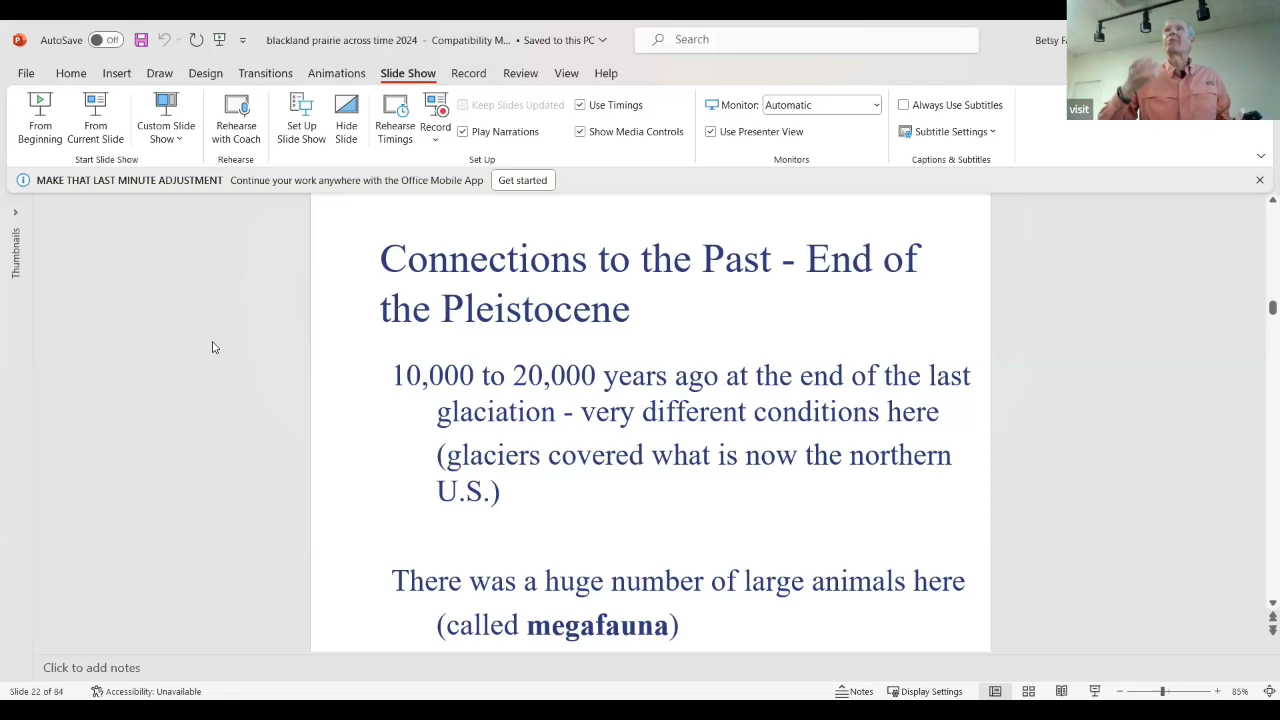 AutoSave Off blackland prairie across time 2024 - Compatibility M... • Saved to this PC Search Betsy Fa
File Home Insert Draw Design Transitions Animations Slide Show Record Review View Help
visit
From Beginning
From Current Slide
Custom Slide Show
Rehearse with Coach
Set Up Slide Show
Hide Slide
Rehearse Timings
Record
Keep Slides Updated
Play Narrations
Use Timings
Show Media Controls
Monitor: Automatic
Use Presenter View
Always Use Subtitles
Subtitle Settings
Start Slide Show Rehearse Set Up Monitors Captions & Subtitles
MAKE THAT LAST MINUTE ADJUSTMENT Continue your work anywhere with the Office Mobile App Get started
Thumbnails
Connections to the Past - End of
the Pleistocene
10,000 to 20,000 years ago at the end of the last
glaciation - very different conditions here
(glaciers covered what is now the northern
U.S.)
There was a huge number of large animals here
(called megafauna)
Click to add notes
Slide 22 of 84 Accessibility: Unavailable Notes Display Settings 85%